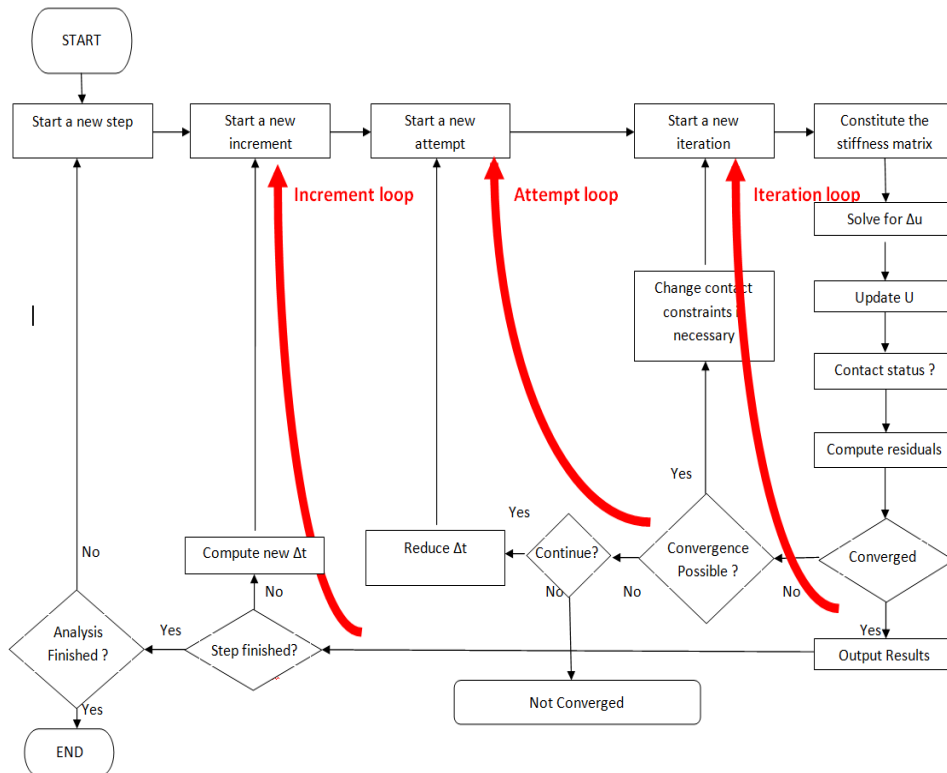 START
Start a new step
Start a new
increment
Start a new
attempt
Start a new
iteration
Constitute the
stiffness matrix
Increment loop
Attempt loop
Iteration loop
Solve for Δu
Update U
Change contact
constraints i
necessary
Contact status ?
Compute residuals
Yes
Converged
Convergence
Possible ?
No
Continue?
Yes
No
No
Reduce Δt
Compute new Δt
No
No
Yes
Output Results
Step finished?
Yes
Analysis
Finished ?
Yes
Not Converged
END